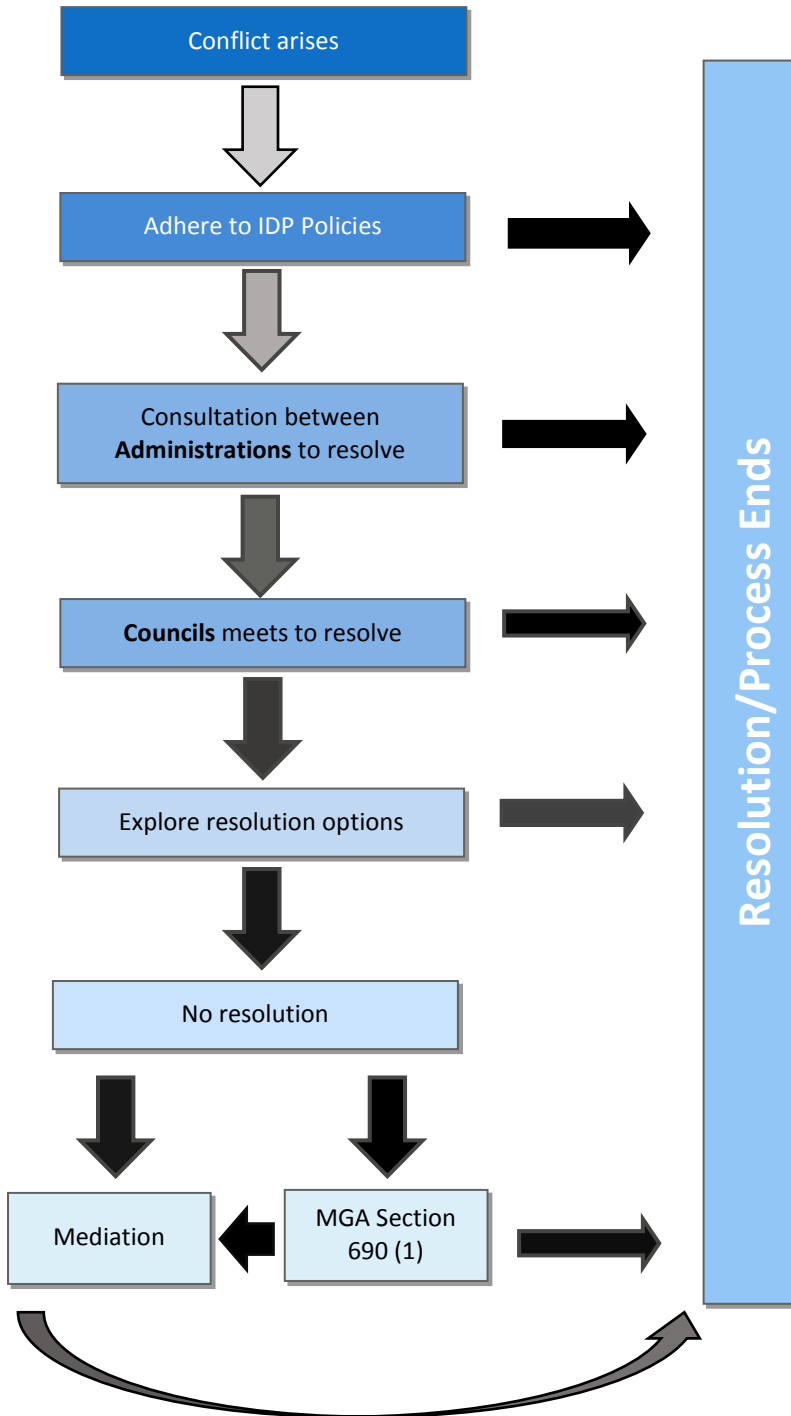 Conflict arises
Adhere to IDP Policies
Consultation between
Administrations to resolve
Councils meets to resolve
Explore resolution options
No resolution
Mediation
MGA Section
690 (1)
Resolution/Process Ends